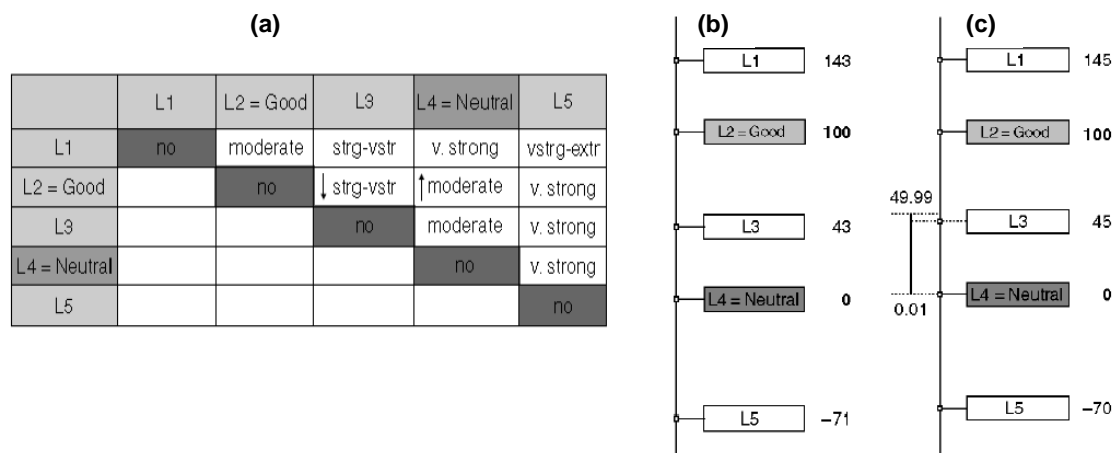 (a)
L1 L2 = Good L3 L4 = Neutral L5
L1 no moderate strg-vstr v. strong vstrg-extr
L2 = Good no ↓ strg-vstr ↑ moderate v. strong
L3 no moderate v. strong
L4 = Neutral no v. strong
L5 no
(b)
L1 143
L2 = Good 100
L3 43
L4 = Neutral 0
L5 −71
(c)
L1 145
L2 = Good 100
49.99
L3 45
L4 = Neutral 0
0.01
L5 −70